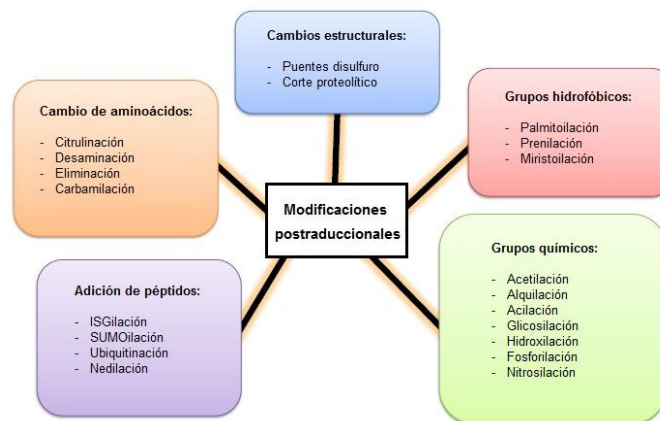 Cambios estructurales:
- Puentes disulfuro
- Corte proteolítico
Cambio de aminoácidos:
- Citrulinación
- Desaminación
- Eliminación
- Carbamilación
Grupos hidrofóbicos:
- Palmitoilación
- Prenilación
- Miristoilación
Modificaciones
postraduccionales
Adición de péptidos:
- ISGilación
- SUMOilación
- Ubiquitinación
- Nedilación
Grupos químicos:
- Acetilación
- Alquilación
- Acilación
- Glicosilación
- Hidroxilación
- Fosforilación
- Nitrosilación